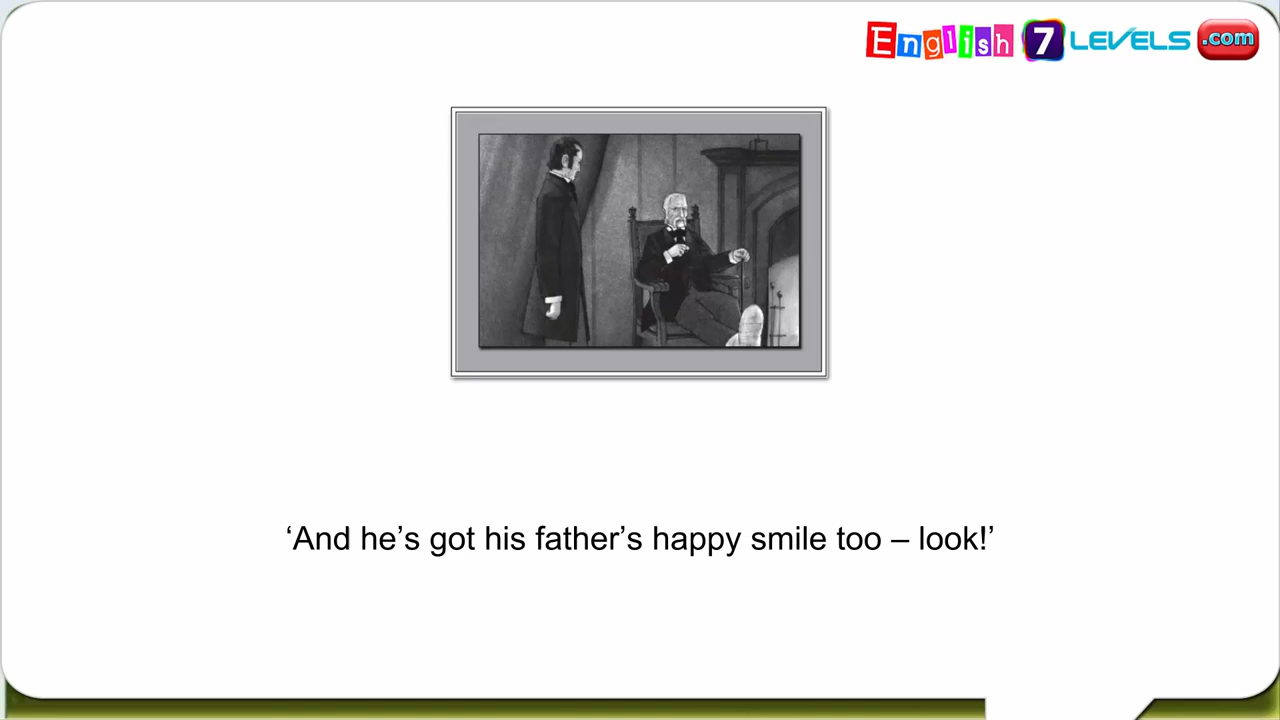 English 7 LEVELS .com
‘And he’s got his father’s happy smile too – look!’